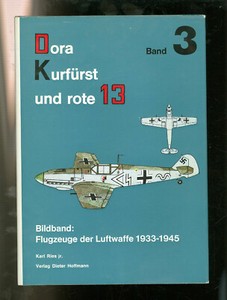 Dora
Kurfürst
und rote 13
Band 3
Bildband:
Flugzeuge der Luftwaffe 1933-1945
Karl Ries jr.
Verlag Dieter Hoffmann